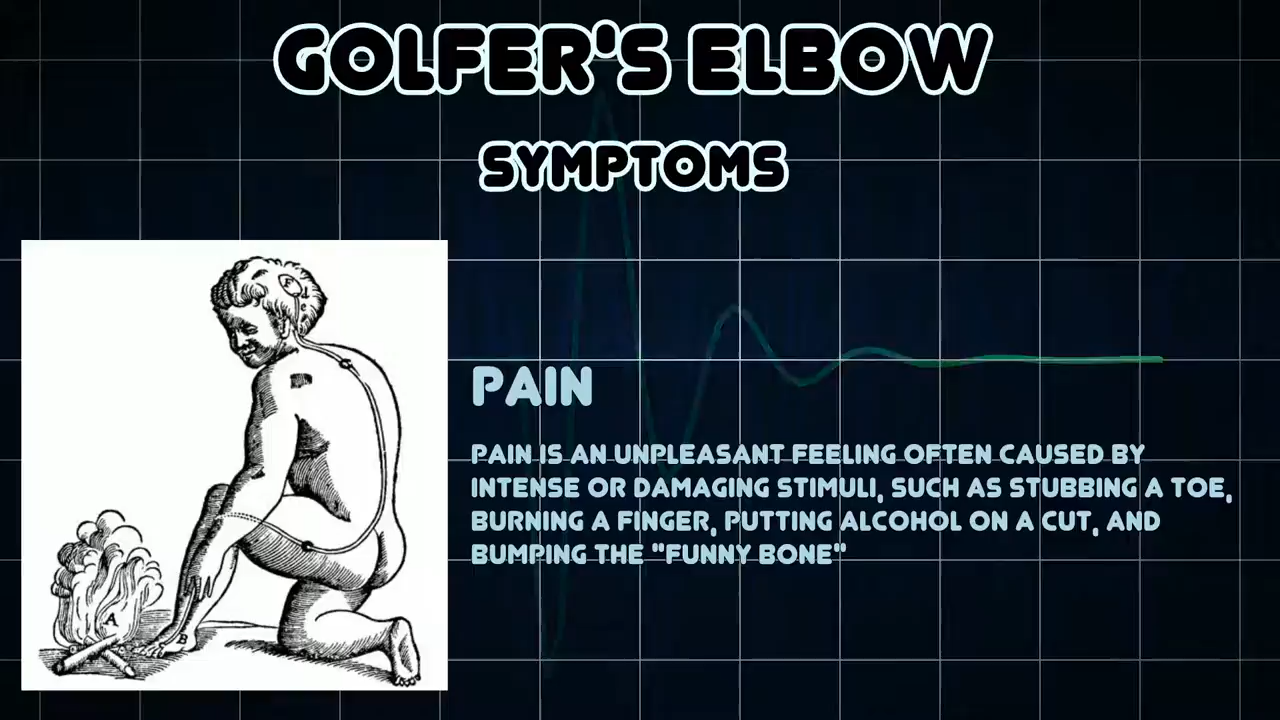 GOLFER'S ELBOW
SYMPTOMS
PAIN
PAIN IS AN UNPLEASANT FEELING OFTEN CAUSED BY
INTENSE OR DAMAGING STIMULI, SUCH AS STUBBING A TOE,
BURNING A FINGER, PUTTING ALCOHOL ON A CUT, AND
BUMPING THE "FUNNY BONE"
A
B